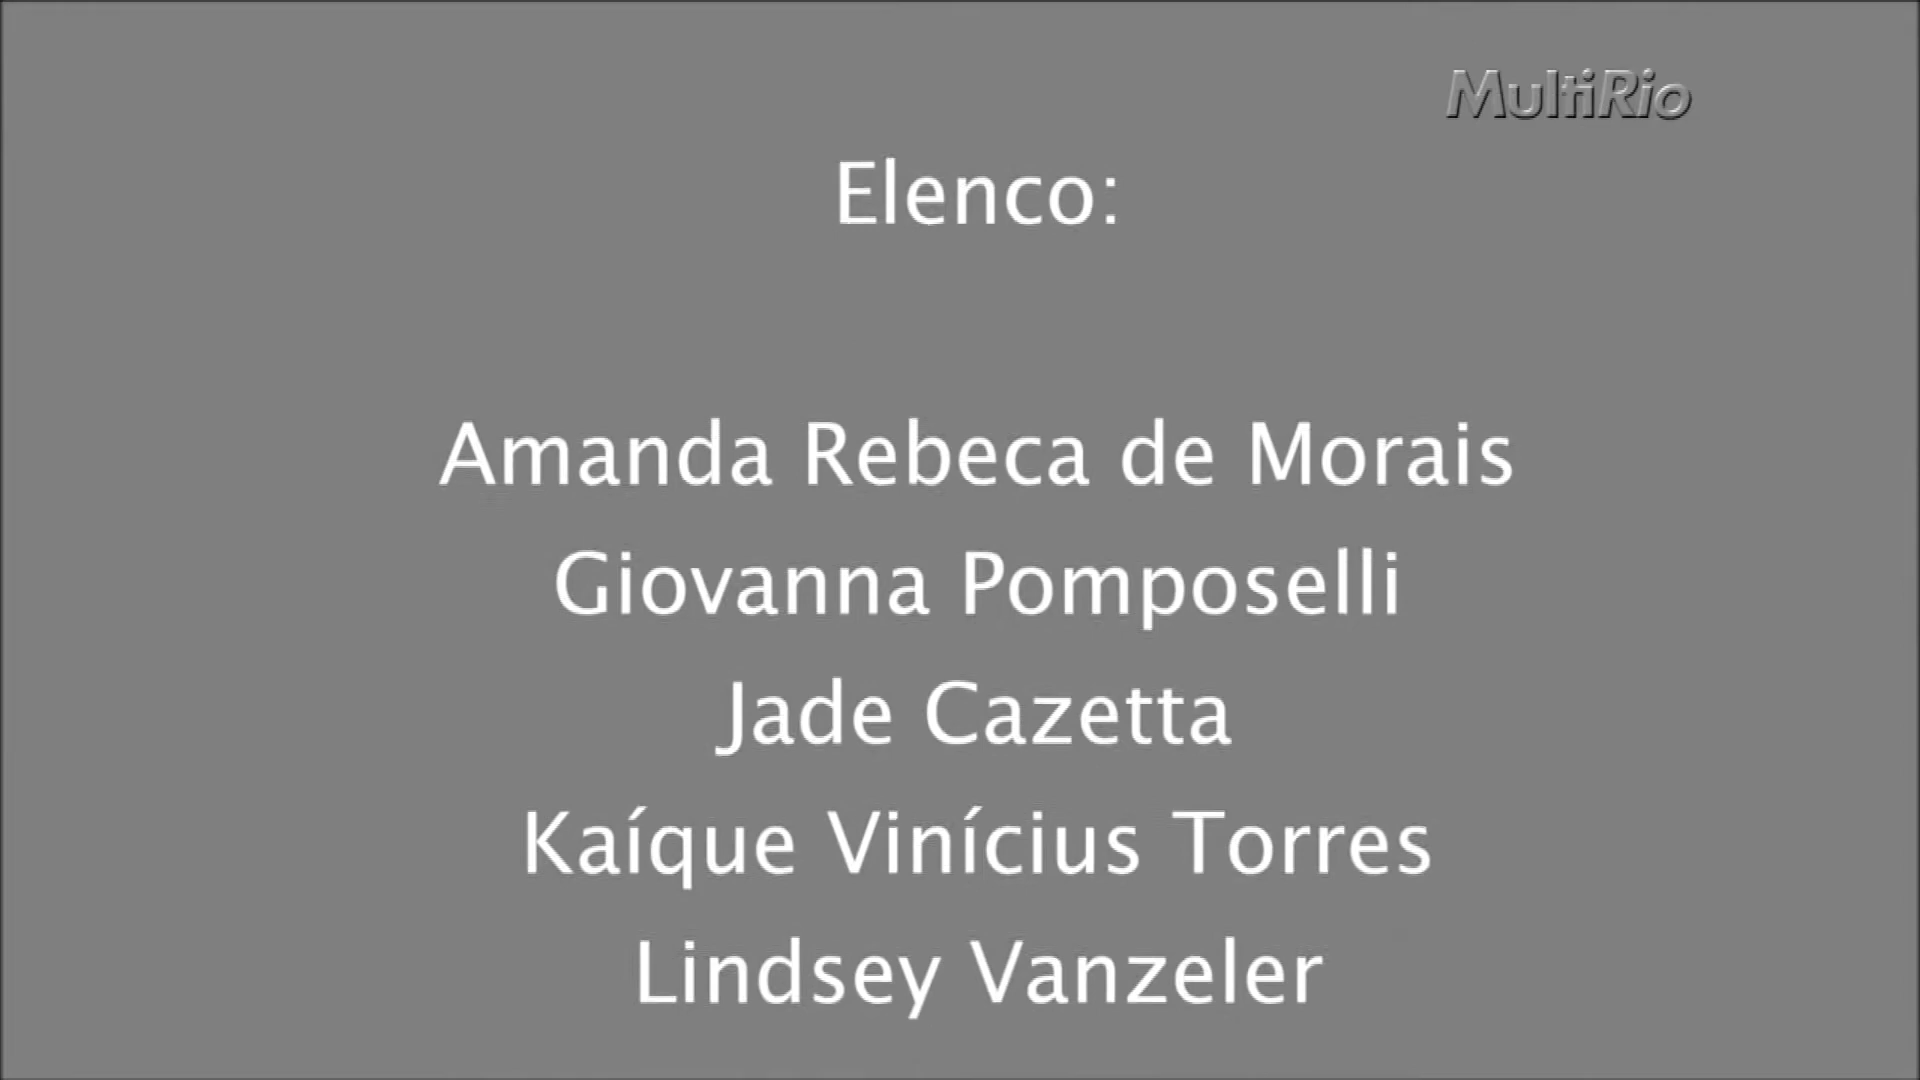 MultiRio
Elenco:
Amanda Rebeca de Morais
Giovanna Pomposelli
Jade Cazetta
Kaíque Vinícius Torres
Lindsey Vanzeler